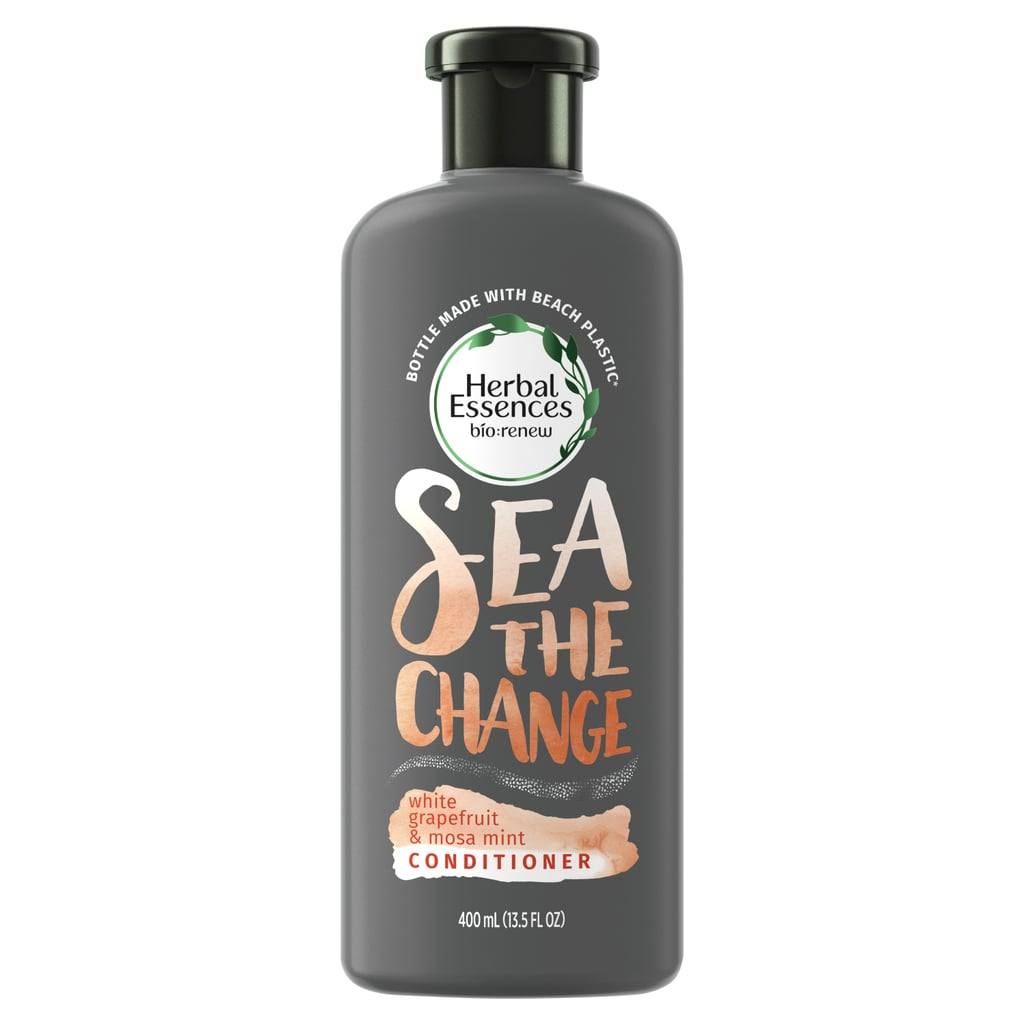 BOTTLE MADE WITH BEACH PLASTIC*
Herbal
Essences
bío:renew
SEA
THE
CHANGE
white
grapefruit
& mosa mint
CONDITIONER
400 mL (13.5 FL OZ)